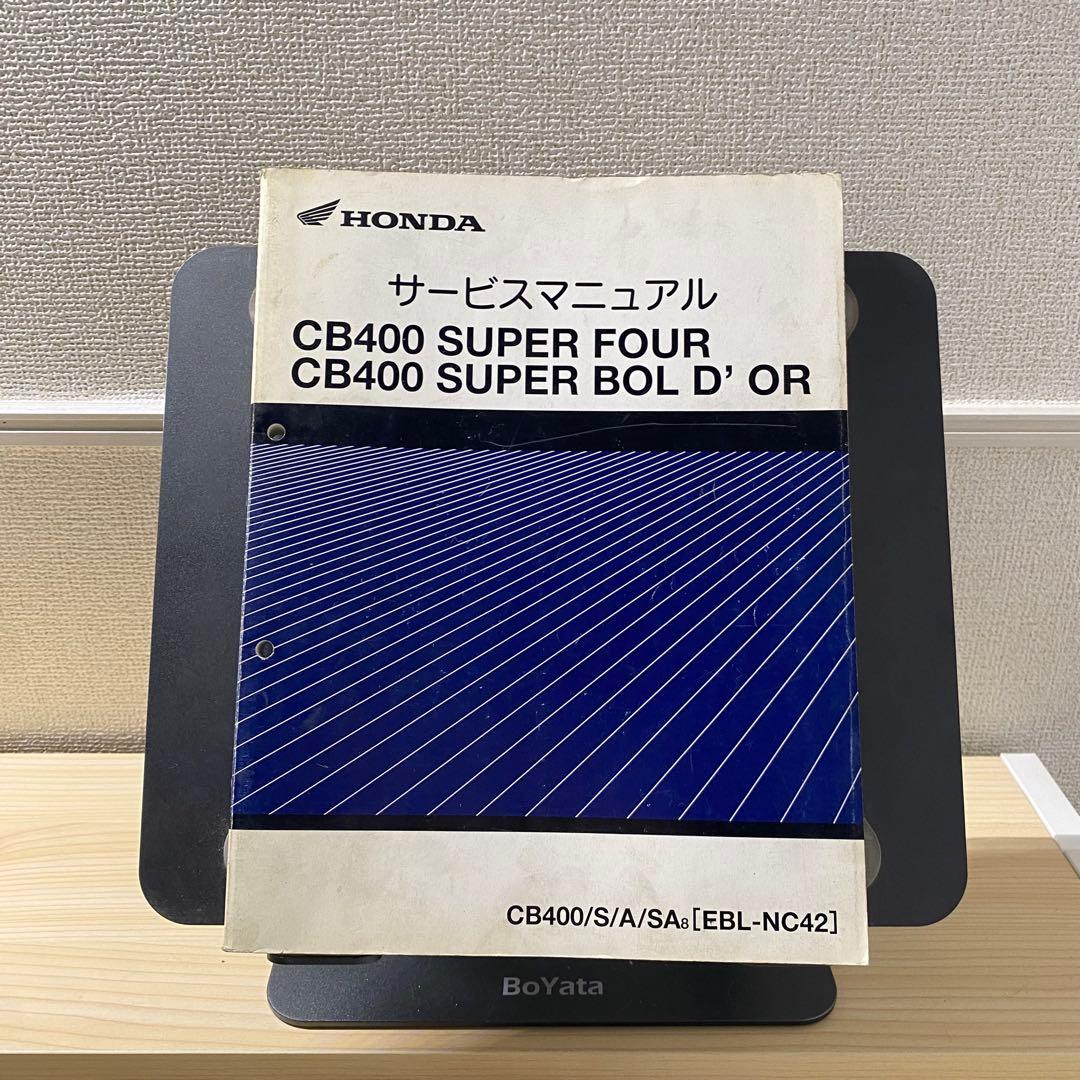 HONDA
サービスマニュアル
CB400 SUPER FOUR
CB400 SUPER BOL D' OR
CB400/S/A/SA8[EBL-NC42]
BoYata